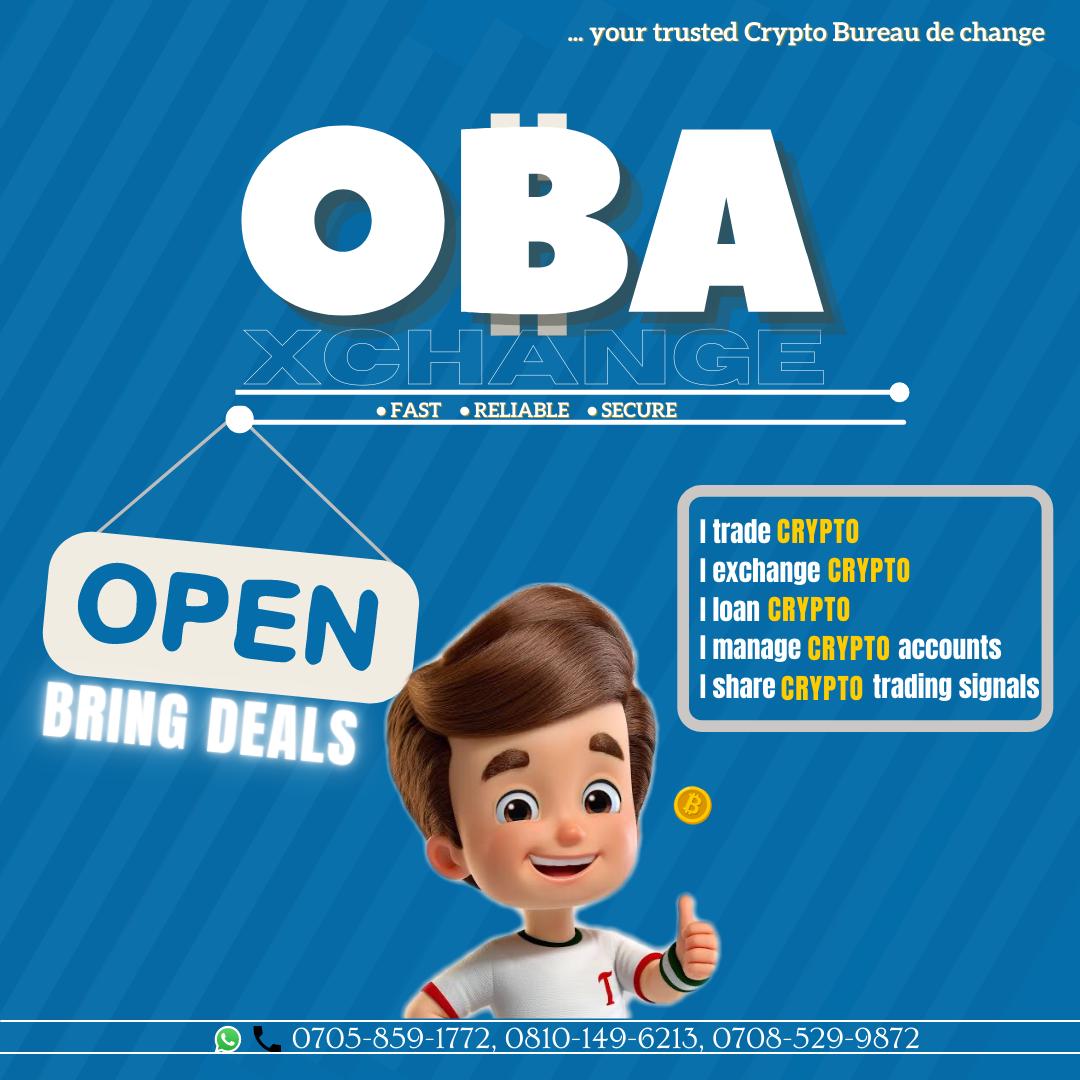 ... your trusted Crypto Bureau de change
OBA
XCHANGE
• FAST • RELIABLE • SECURE
OPEN
BRING DEALS
I trade CRYPTO
I exchange CRYPTO
I loan CRYPTO
I manage CRYPTO accounts
I share CRYPTO trading signals
T
0705-859-1772, 0810-149-6213, 0708-529-9872